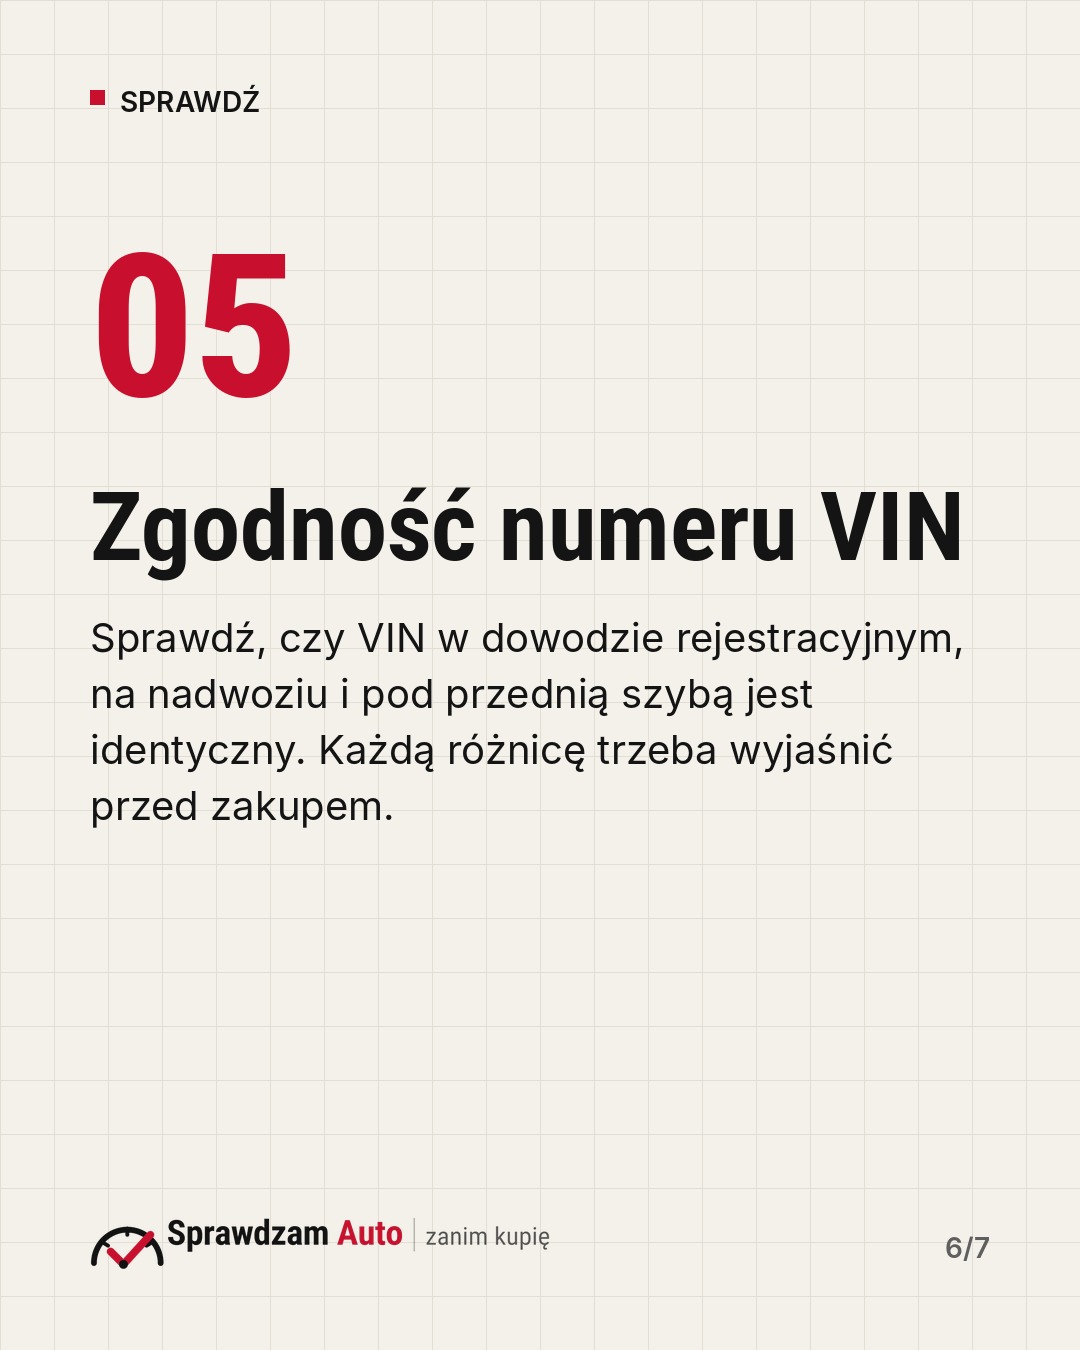 SPRAWDŹ
05
Zgodność numeru VIN
Sprawdź, czy VIN w dowodzie rejestracyjnym,
na nadwoziu i pod przednią szybą jest
identyczny. Każdą różnicę trzeba wyjaśnić
przed zakupem.
Sprawdzam Auto zanim kupię
6/7